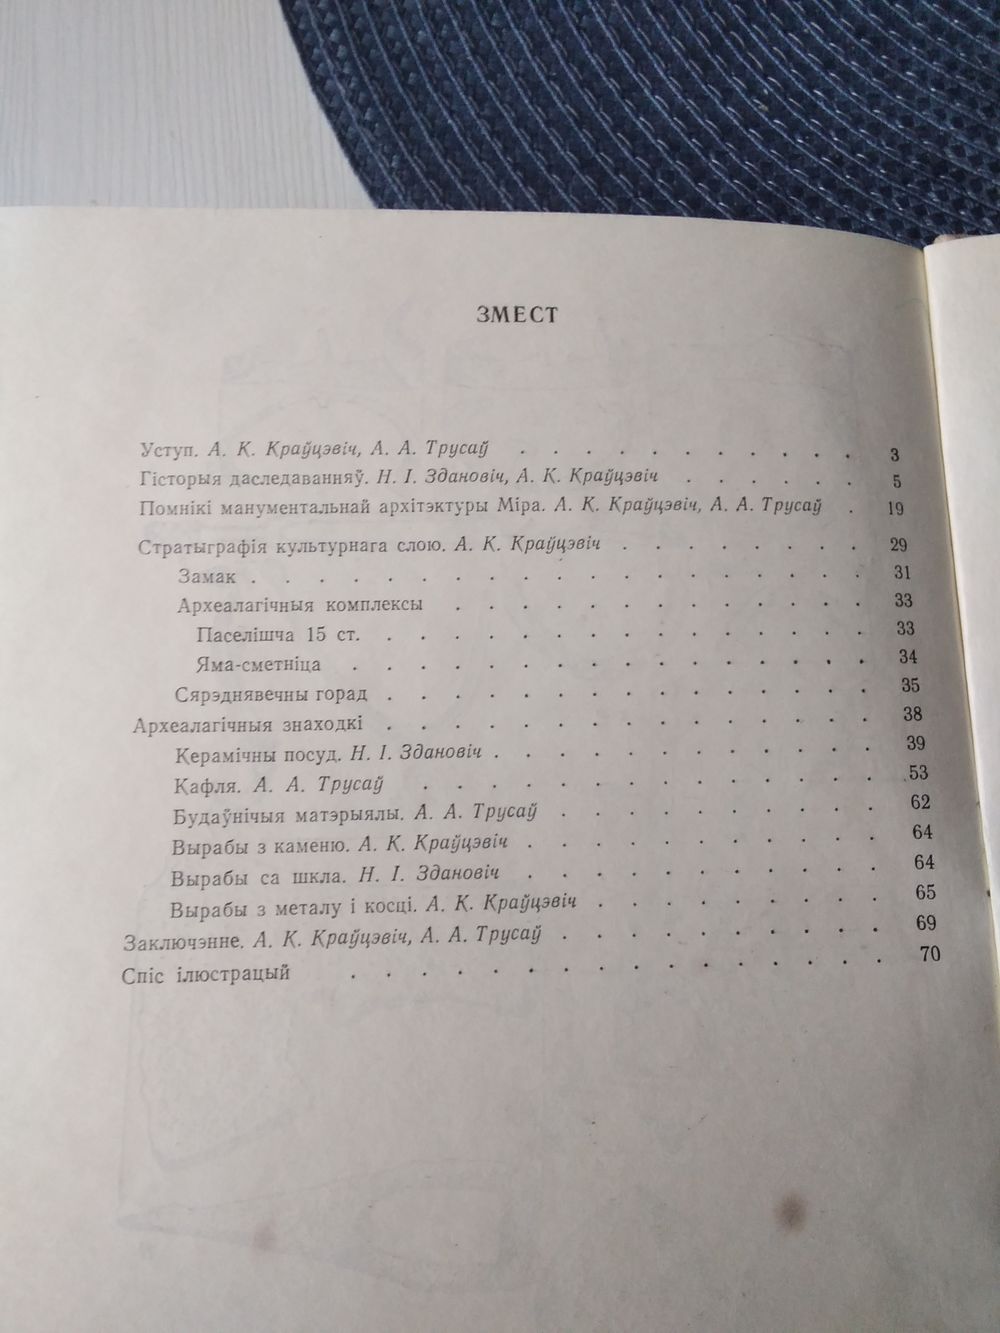 ЗМЕСТ
Уступ. А. К. Краўцэвіч, А. А. Трусаў . . . . . . . . . . 3
Гісторыя даследаванняў. Н. І. Здановіч, А. К. Краўцэвіч . . . . . . 5
Помнікі манументальнай архітэктуры Міра. А. К. Краўцэвіч, А. А. Трусаў . 19
Стратыграфія культурнага слою. А. К. Краўцэвіч . . . . . . . 29
Замак . . . . . . . . . . . . . . . . . . 31
Археалагічныя комплексы . . . . . . . . . . . . 33
Паселішча 15 ст. . . . . . . . . . . . . . . 33
Яма-сметніца . . . . . . . . . . . . . . . 34
Сярэднявечны горад . . . . . . . . . . . . . . 35
Археалагічныя знаходкі . . . . . . . . . . . . . . 38
Керамічны посуд. Н. І. Здановіч . . . . . . . . . . . 39
Кафля. А. А. Трусаў . . . . . . . . . . . . . 53
Будаўнічыя матэрыялы. А. А. Трусаў . . . . . . . . . 62
Вырабы з каменю. А. К. Краўцэвіч . . . . . . . . . . 64
Вырабы са шкла. Н. І. Здановіч . . . . . . . . . . 64
Вырабы з металу і косці. А. К. Краўцэвіч . . . . . . . . 65
Заключэнне. А. К. Краўцэвіч, А. А. Трусаў . . . . . . . . . 69
Спіс ілюстрацый . . . . . . . . . . . . . . . 70